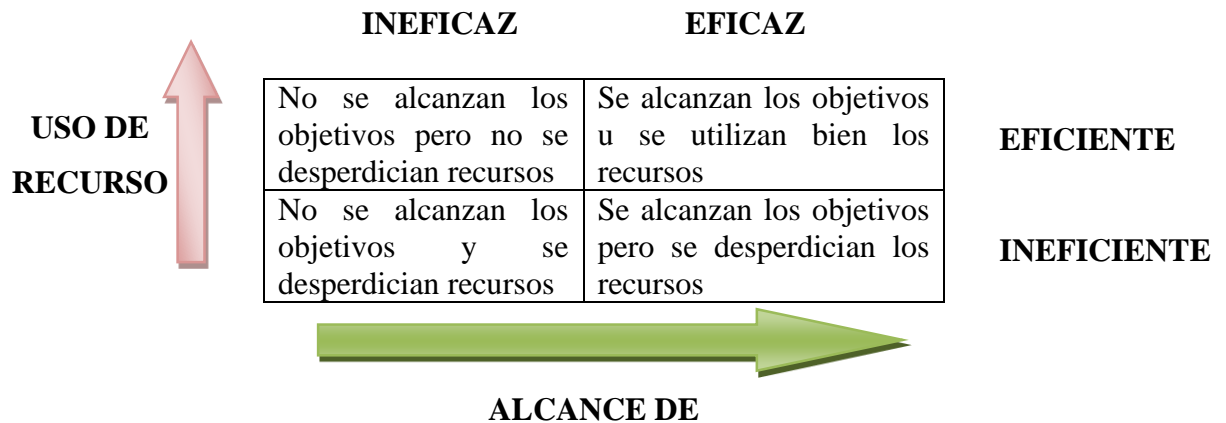 INEFICAZ EFICAZ
USO DE
RECURSO
No se alcanzan los
objetivos pero no se
desperdician recursos
Se alcanzan los objetivos
u se utilizan bien los
recursos
EFICIENTE
No se alcanzan los
objetivos y se
desperdician recursos
Se alcanzan los objetivos
pero se desperdician los
recursos
INEFICIENTE
ALCANCE DE